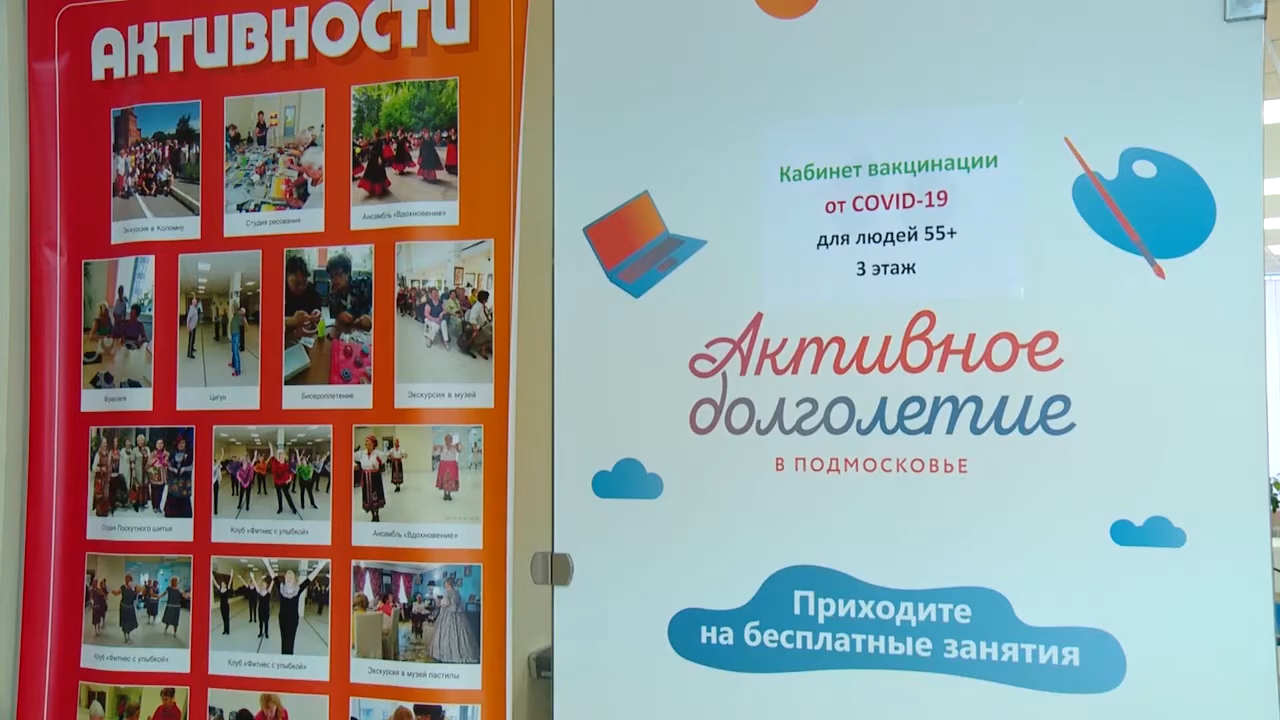 АКТИВНОСТИ
Экскурсия в Коломну
Студия рисования
Ансамбль «Вдохновение»
Цигун
Бисероплетение
Экскурсия в музей
Студия Лоскутного шитья
Клуб «Фитнес с улыбкой»
Ансамбль «Вдохновение»
Клуб «Фитнес с улыбкой»
Клуб «Фитнес с улыбкой»
Экскурсия в музей пастилы
Кабинет вакцинации
от COVID-19
для людей 55+
3 этаж
Активное
долголетие
В ПОДМОСКОВЬЕ
Приходите
на бесплатные занятия